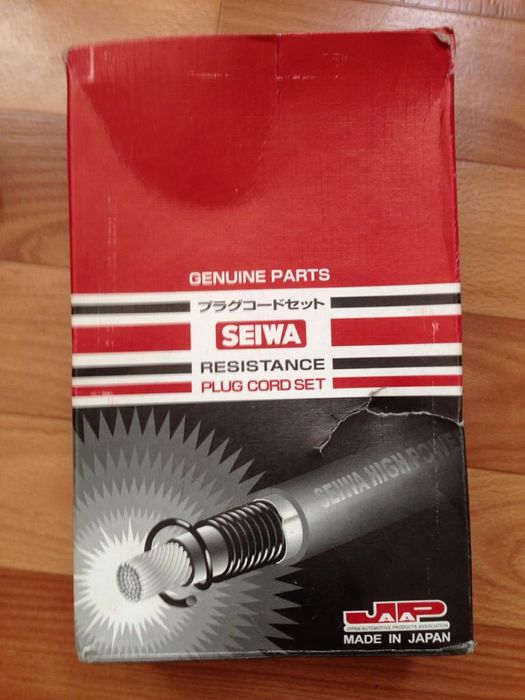 GENUINE PARTS
プラグコードセット
SEIWA
RESISTANCE
PLUG CORD SET
SEIWA HIGH POWE
JAAP
JAPAN AUTOMOTIVE PRODUCTS ASSOCIATION
MADE IN JAPAN